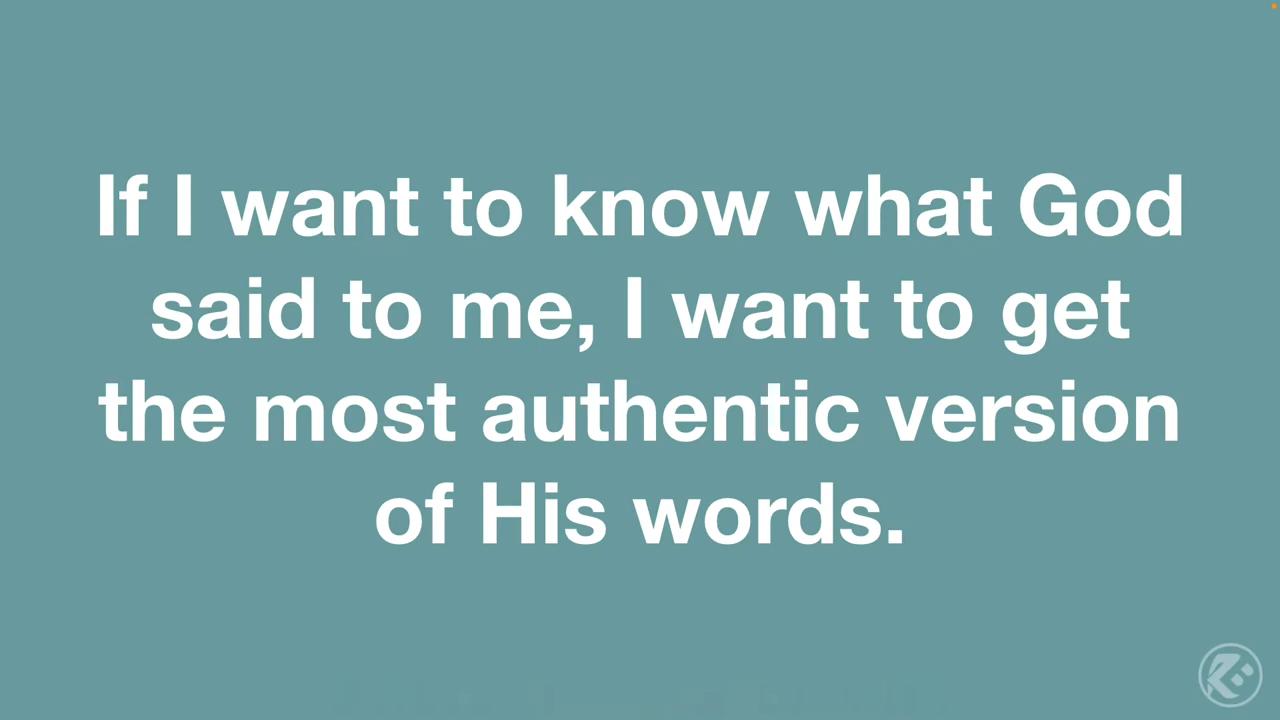 If I want to know what God
said to me, I want to get
the most authentic version
of His words.